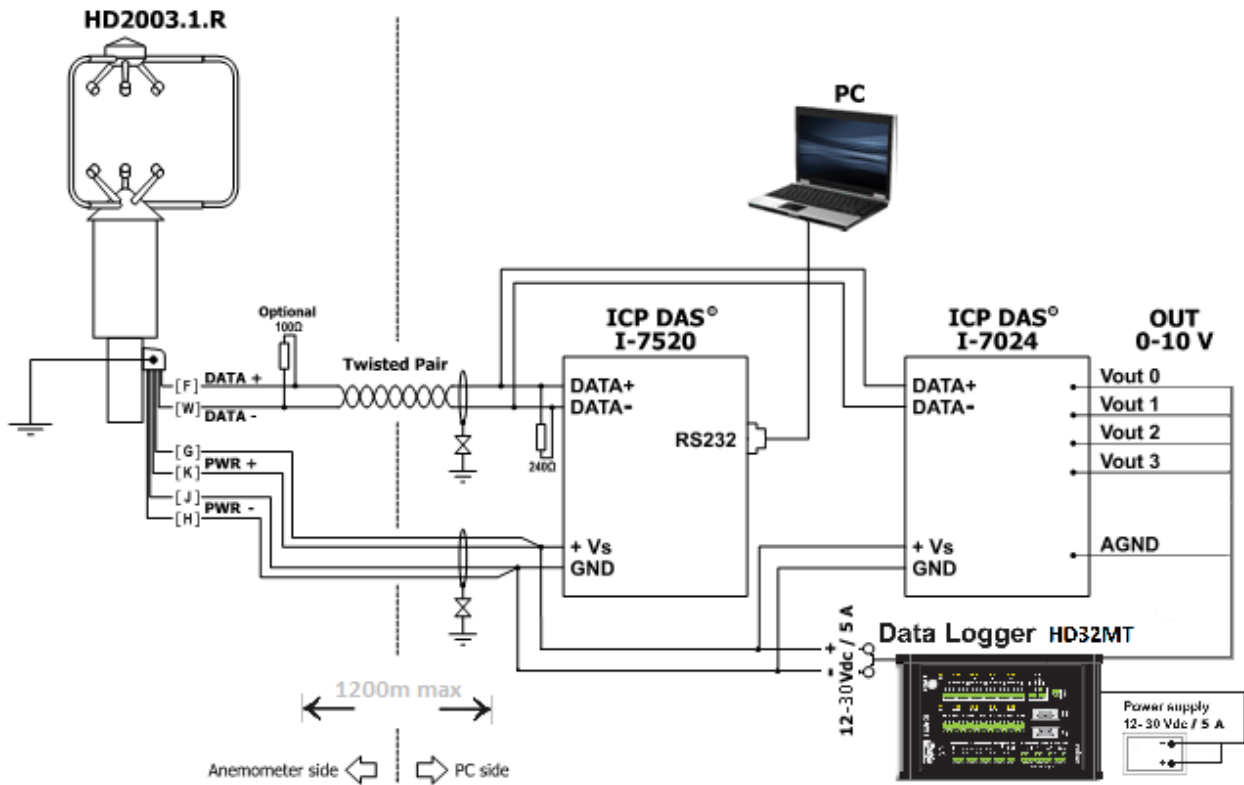 HD2003.1.R
PC
Optional
100Ω
Twisted Pair
[F] DATA +
[W] DATA -
[G]
[K] PWR +
[J]
[H] PWR -
240Ω
ICP DAS®
I-7520
DATA+
DATA-
RS232
+ Vs
GND
ICP DAS®
I-7024
DATA+
DATA-
+ Vs
GND
OUT
0-10 V
Vout 0
Vout 1
Vout 2
Vout 3
AGND
+
-
12-30Vdc / 5 A
Data Logger HD32MT
Power supply
12- 30 Vdc / 5 A
-
+
1200m max
Anemometer side
PC side